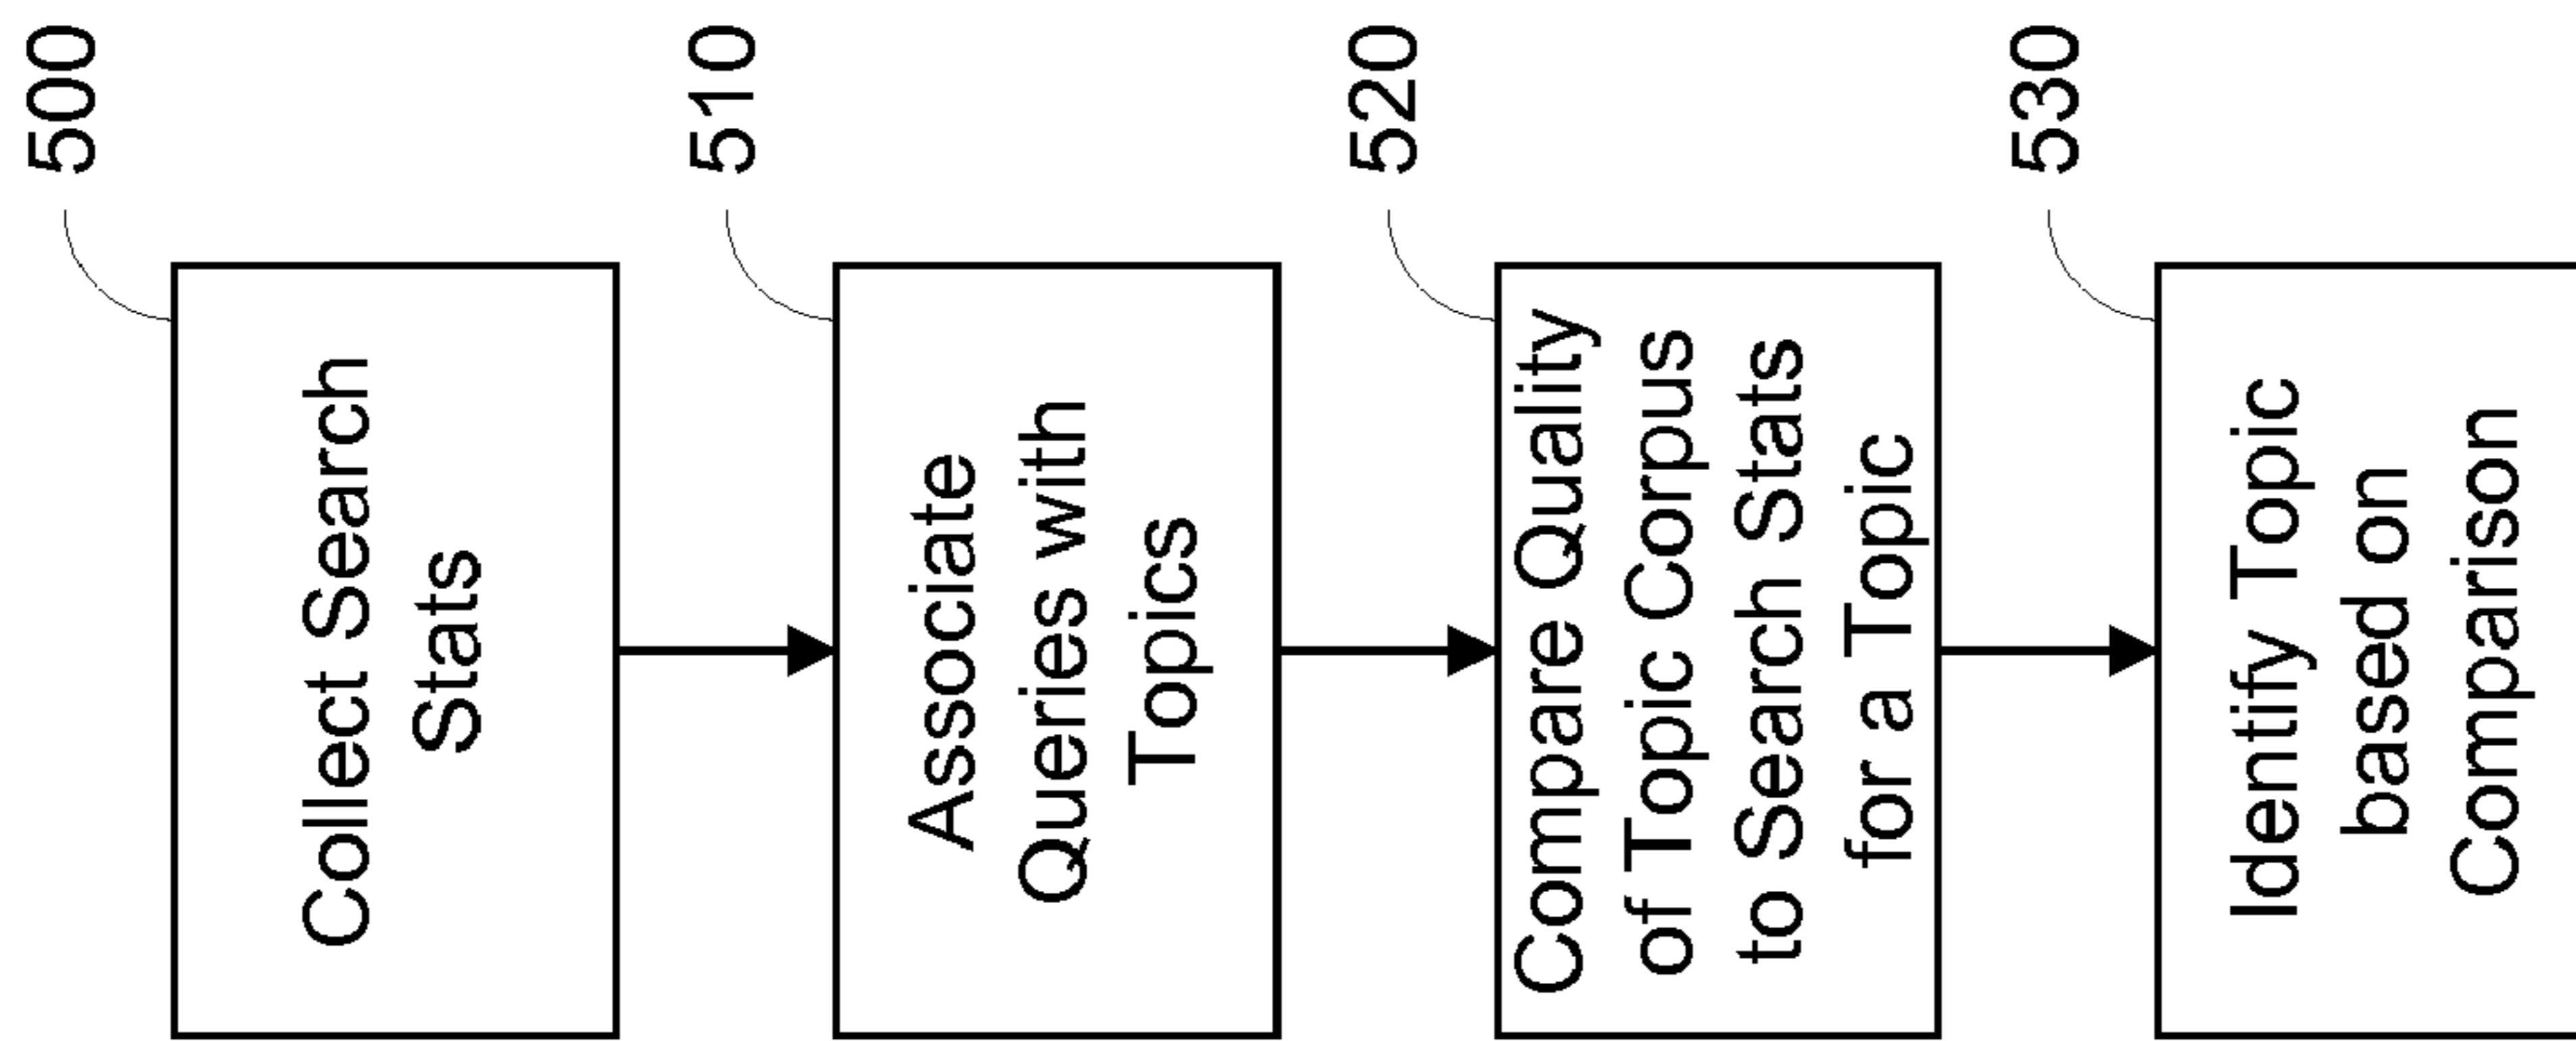 500
Collect Search
Stats
510
Associate
Queries with
Topics
520
Compare Quality
of Topic Corpus
to Search Stats
for a Topic
530
Identify Topic
based on
Comparison